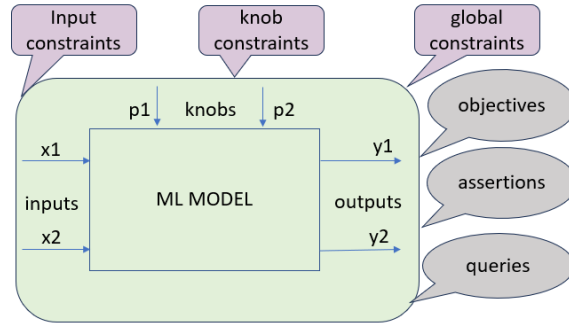 Input
constraints
knob
constraints
global
constraints
p1 knobs p2
objectives
x1
y1
inputs
ML MODEL
outputs
assertions
x2
y2
queries